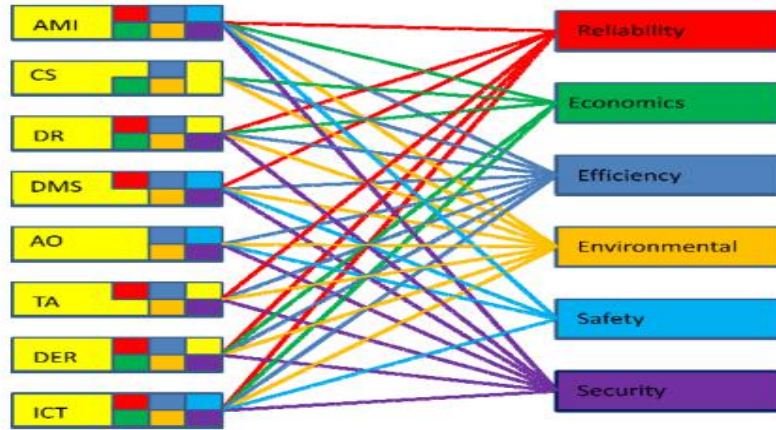 AMI
CS
DR
DMS
AO
TA
DER
ICT
Reliability
Economics
Efficiency
Environmental
Safety
Security